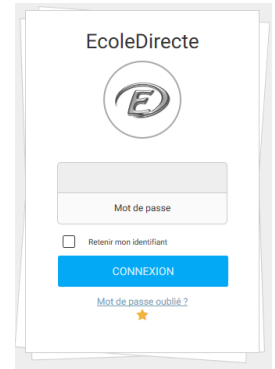 EcoleDirecte
E
Mot de passe
Retenir mon identifiant
CONNEXION
Mot de passe oublié ?